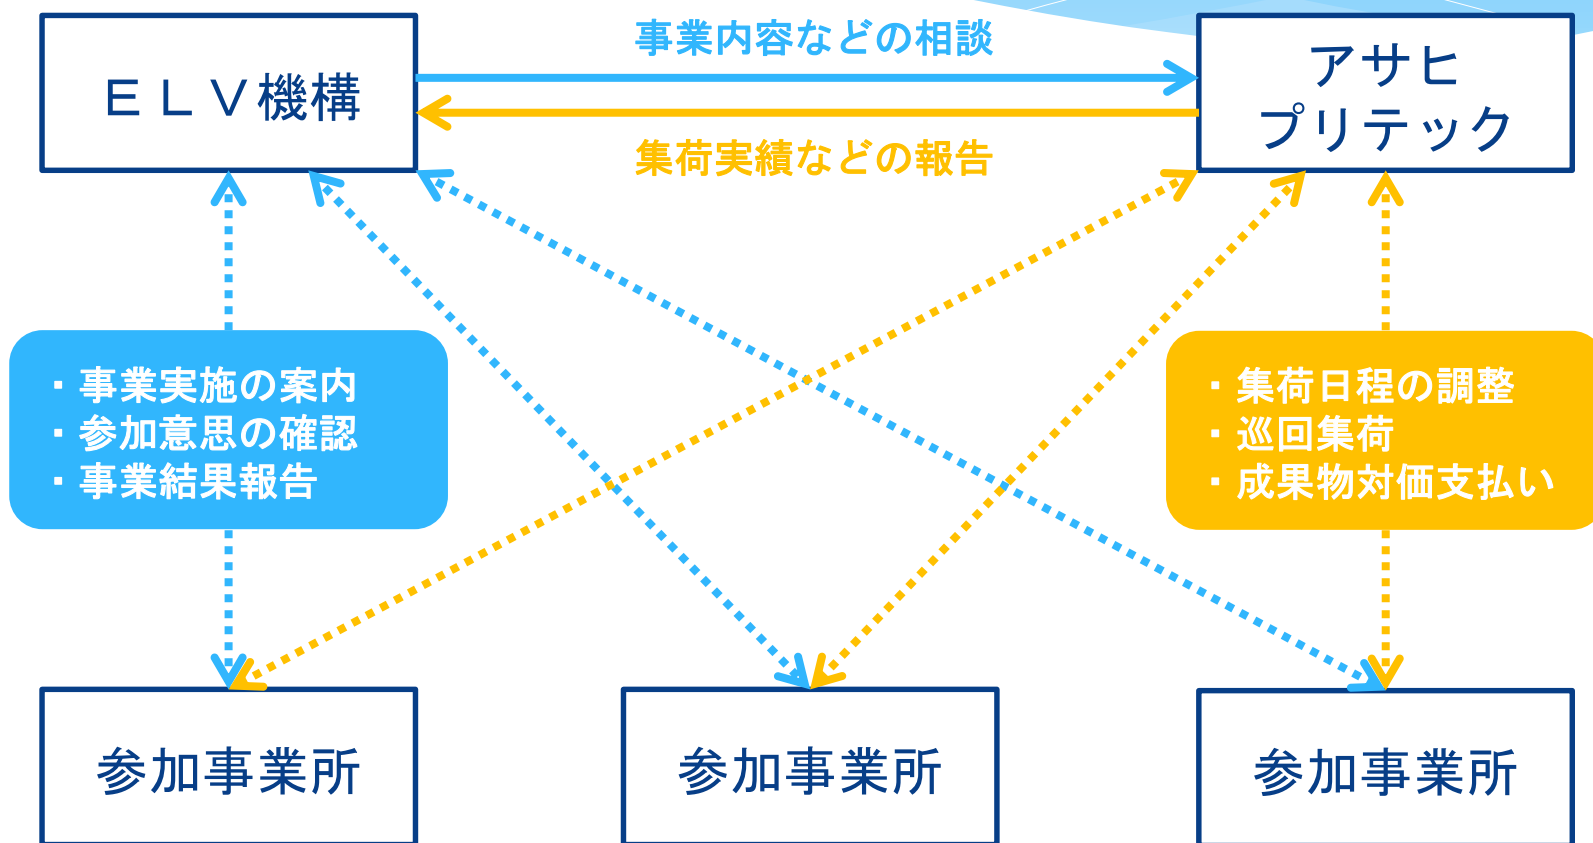 ＥＬＶ機構
事業内容などの相談
集荷実績などの報告
アサヒ
プリテック
・事業実施の案内
・参加意思の確認
・事業結果報告
・集荷日程の調整
・巡回集荷
・成果物対価支払い
参加事業所
参加事業所
参加事業所